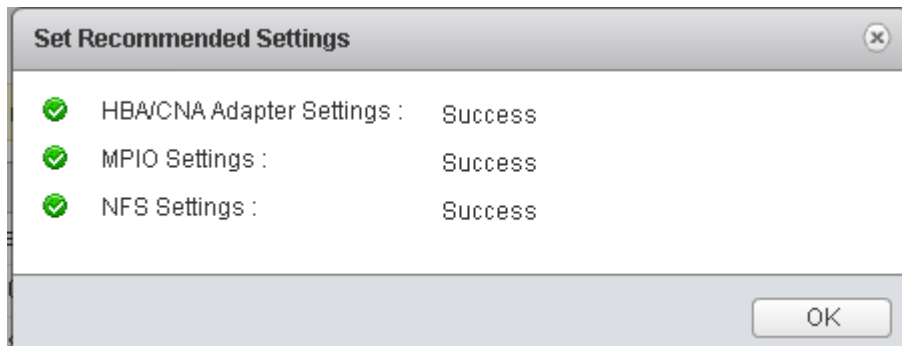 Set Recommended Settings
HBA/CNA Adapter Settings : Success
MPIO Settings : Success
NFS Settings : Success
OK